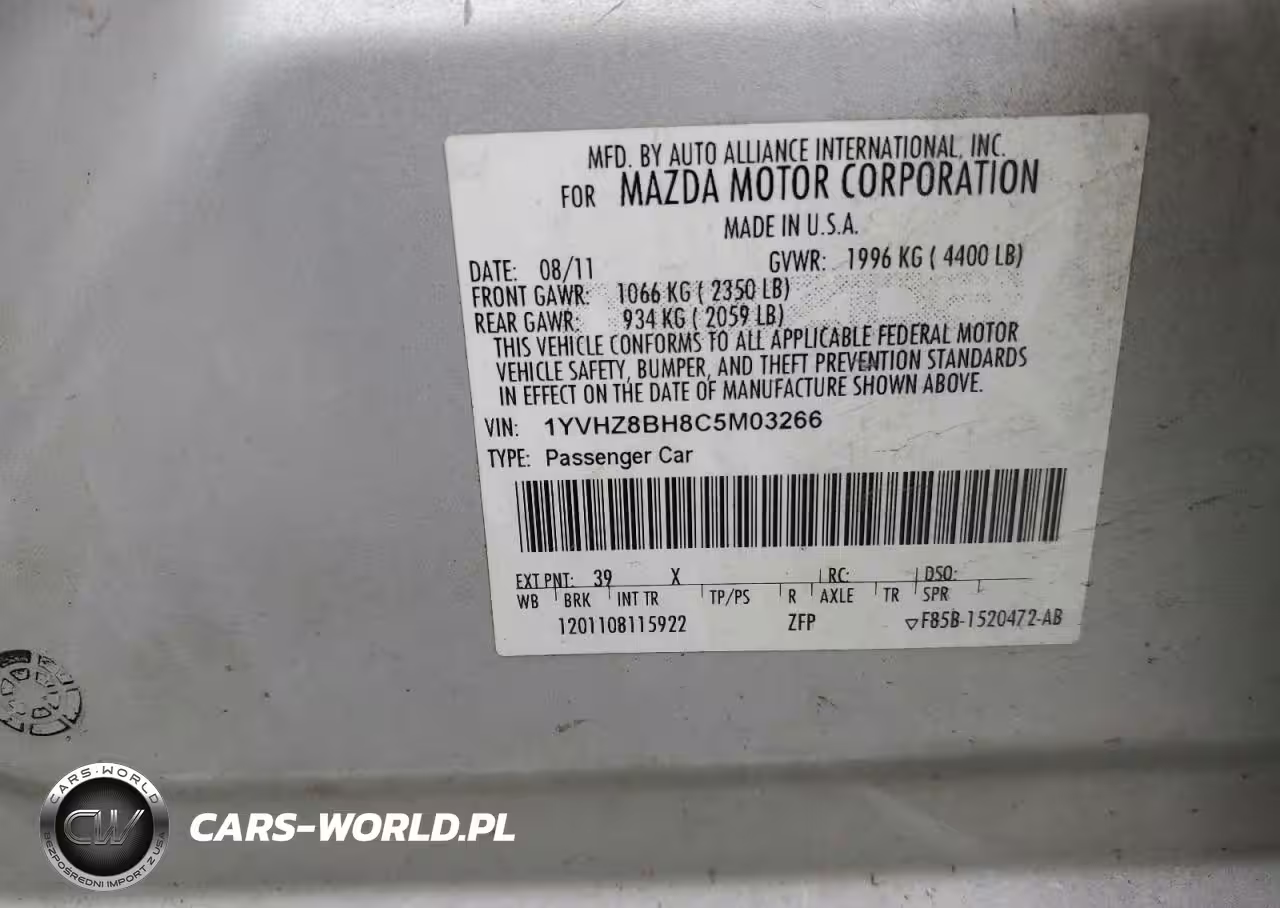 MFD. BY AUTO ALLIANCE INTERNATIONAL, INC.
FOR MAZDA MOTOR CORPORATION
MADE IN U.S.A.
DATE: 08/11 GVWR: 1996 KG ( 4400 LB)
FRONT GAWR: 1066 KG ( 2350 LB)
REAR GAWR: 934 KG ( 2059 LB)
THIS VEHICLE CONFORMS TO ALL APPLICABLE FEDERAL MOTOR
VEHICLE SAFETY, BUMPER, AND THEFT PREVENTION STANDARDS
IN EFFECT ON THE DATE OF MANUFACTURE SHOWN ABOVE.
VIN: 1YVHZ8BH8C5M03266
TYPE: Passenger Car
EXT PNT: 39 X RC: DSO:
WB BRK INT TR TP/PS R AXLE TR SPR
1201108115922 ZFP ▽F85B-1520472-AB
CARS-WORLD
CW
BEZPOŚREDNI IMPORT Z USA
CARS-WORLD.PL